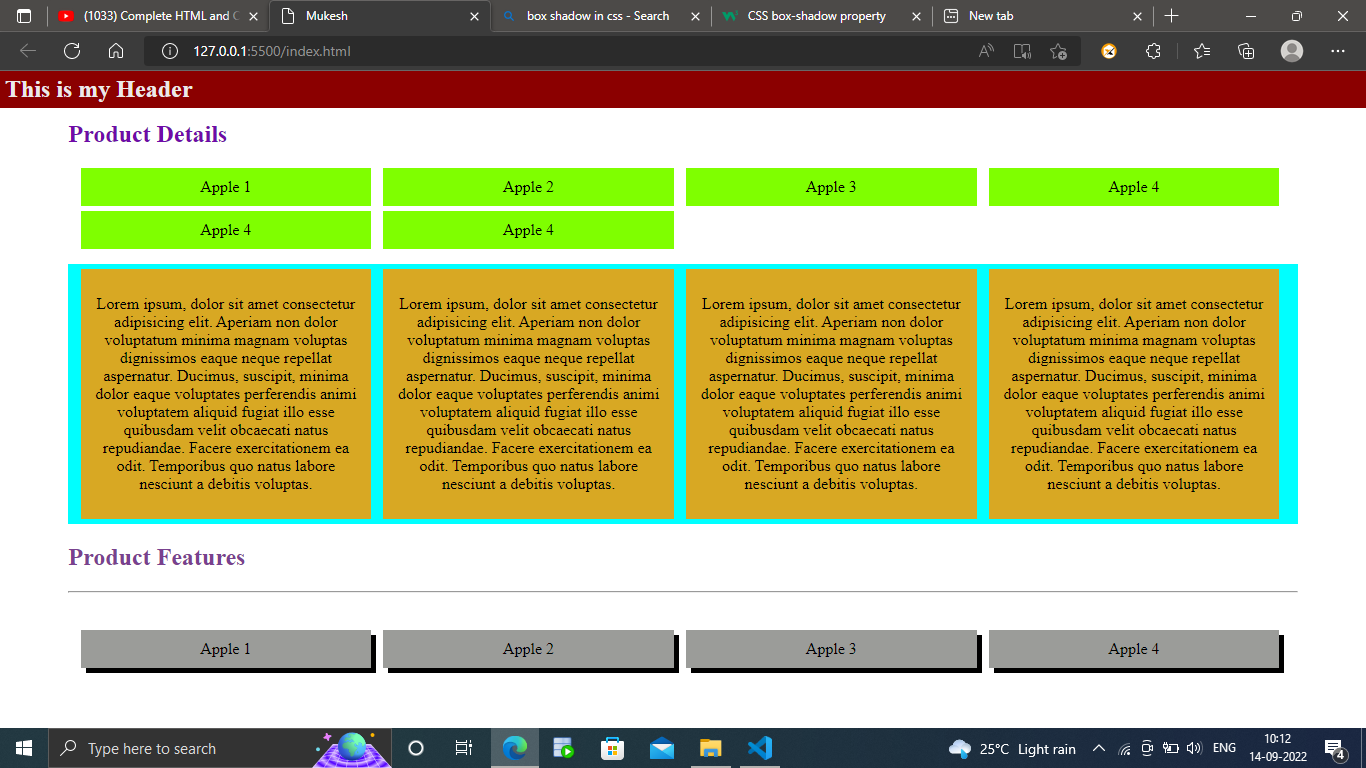 (1033) Complete HTML and C
Mukesh
box shadow in css - Search
CSS box-shadow property
New tab
127.0.0.1:5500/index.html
This is my Header
Product Details
Apple 1 Apple 2 Apple 3 Apple 4
Apple 4 Apple 4
Lorem ipsum, dolor sit amet consectetur
adipisicing elit. Aperiam non dolor
voluptatum minima magnam voluptas
dignissimos eaque neque repellat
aspernatur. Ducimus, suscipit, minima
dolor eaque voluptates perferendis animi
voluptatem aliquid fugiat illo esse
quibusdam velit obcaecati natus
repudiandae. Facere exercitationem ea
odit. Temporibus quo natus labore
nesciunt a debitis voluptas.
Lorem ipsum, dolor sit amet consectetur
adipisicing elit. Aperiam non dolor
voluptatum minima magnam voluptas
dignissimos eaque neque repellat
aspernatur. Ducimus, suscipit, minima
dolor eaque voluptates perferendis animi
voluptatem aliquid fugiat illo esse
quibusdam velit obcaecati natus
repudiandae. Facere exercitationem ea
odit. Temporibus quo natus labore
nesciunt a debitis voluptas.
Lorem ipsum, dolor sit amet consectetur
adipisicing elit. Aperiam non dolor
voluptatum minima magnam voluptas
dignissimos eaque neque repellat
aspernatur. Ducimus, suscipit, minima
dolor eaque voluptates perferendis animi
voluptatem aliquid fugiat illo esse
quibusdam velit obcaecati natus
repudiandae. Facere exercitationem ea
odit. Temporibus quo natus labore
nesciunt a debitis voluptas.
Lorem ipsum, dolor sit amet consectetur
adipisicing elit. Aperiam non dolor
voluptatum minima magnam voluptas
dignissimos eaque neque repellat
aspernatur. Ducimus, suscipit, minima
dolor eaque voluptates perferendis animi
voluptatem aliquid fugiat illo esse
quibusdam velit obcaecati natus
repudiandae. Facere exercitationem ea
odit. Temporibus quo natus labore
nesciunt a debitis voluptas.
Product Features
Apple 1 Apple 2 Apple 3 Apple 4
Type here to search
25°C Light rain
ENG
10:12
14-09-2022
4